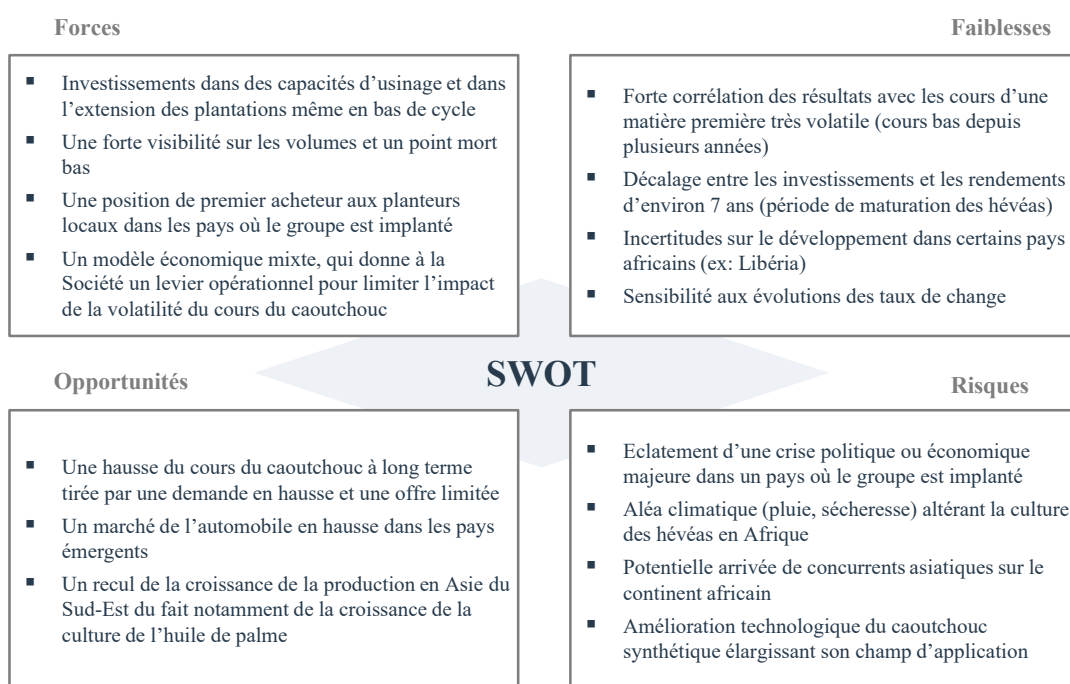 Forces
▪ Investissements dans des capacités d’usinage et dans
l’extension des plantations même en bas de cycle
▪ Une forte visibilité sur les volumes et un point mort
bas
▪ Une position de premier acheteur aux planteurs
locaux dans les pays où le groupe est implanté
▪ Un modèle économique mixte, qui donne à la
Société un levier opérationnel pour limiter l’impact
de la volatilité du cours du caoutchouc
Faiblesses
▪ Forte corrélation des résultats avec les cours d’une
matière première très volatile (cours bas depuis
plusieurs années)
▪ Décalage entre les investissements et les rendements
d’environ 7 ans (période de maturation des hévéas)
▪ Incertitudes sur le développement dans certains pays
africains (ex: Libéria)
▪ Sensibilité aux évolutions des taux de change
SWOT
Opportunités
▪ Une hausse du cours du caoutchouc à long terme
tirée par une demande en hausse et une offre limitée
▪ Un marché de l’automobile en hausse dans les pays
émergents
▪ Un recul de la croissance de la production en Asie du
Sud-Est du fait notamment de la croissance de la
culture de l’huile de palme
Risques
▪ Eclatement d’une crise politique ou économique
majeure dans un pays où le groupe est implanté
▪ Aléa climatique (pluie, sécheresse) altérant la culture
des hévéas en Afrique
▪ Potentielle arrivée de concurrents asiatiques sur le
continent africain
▪ Amélioration technologique du caoutchouc
synthétique élargissant son champ d’application